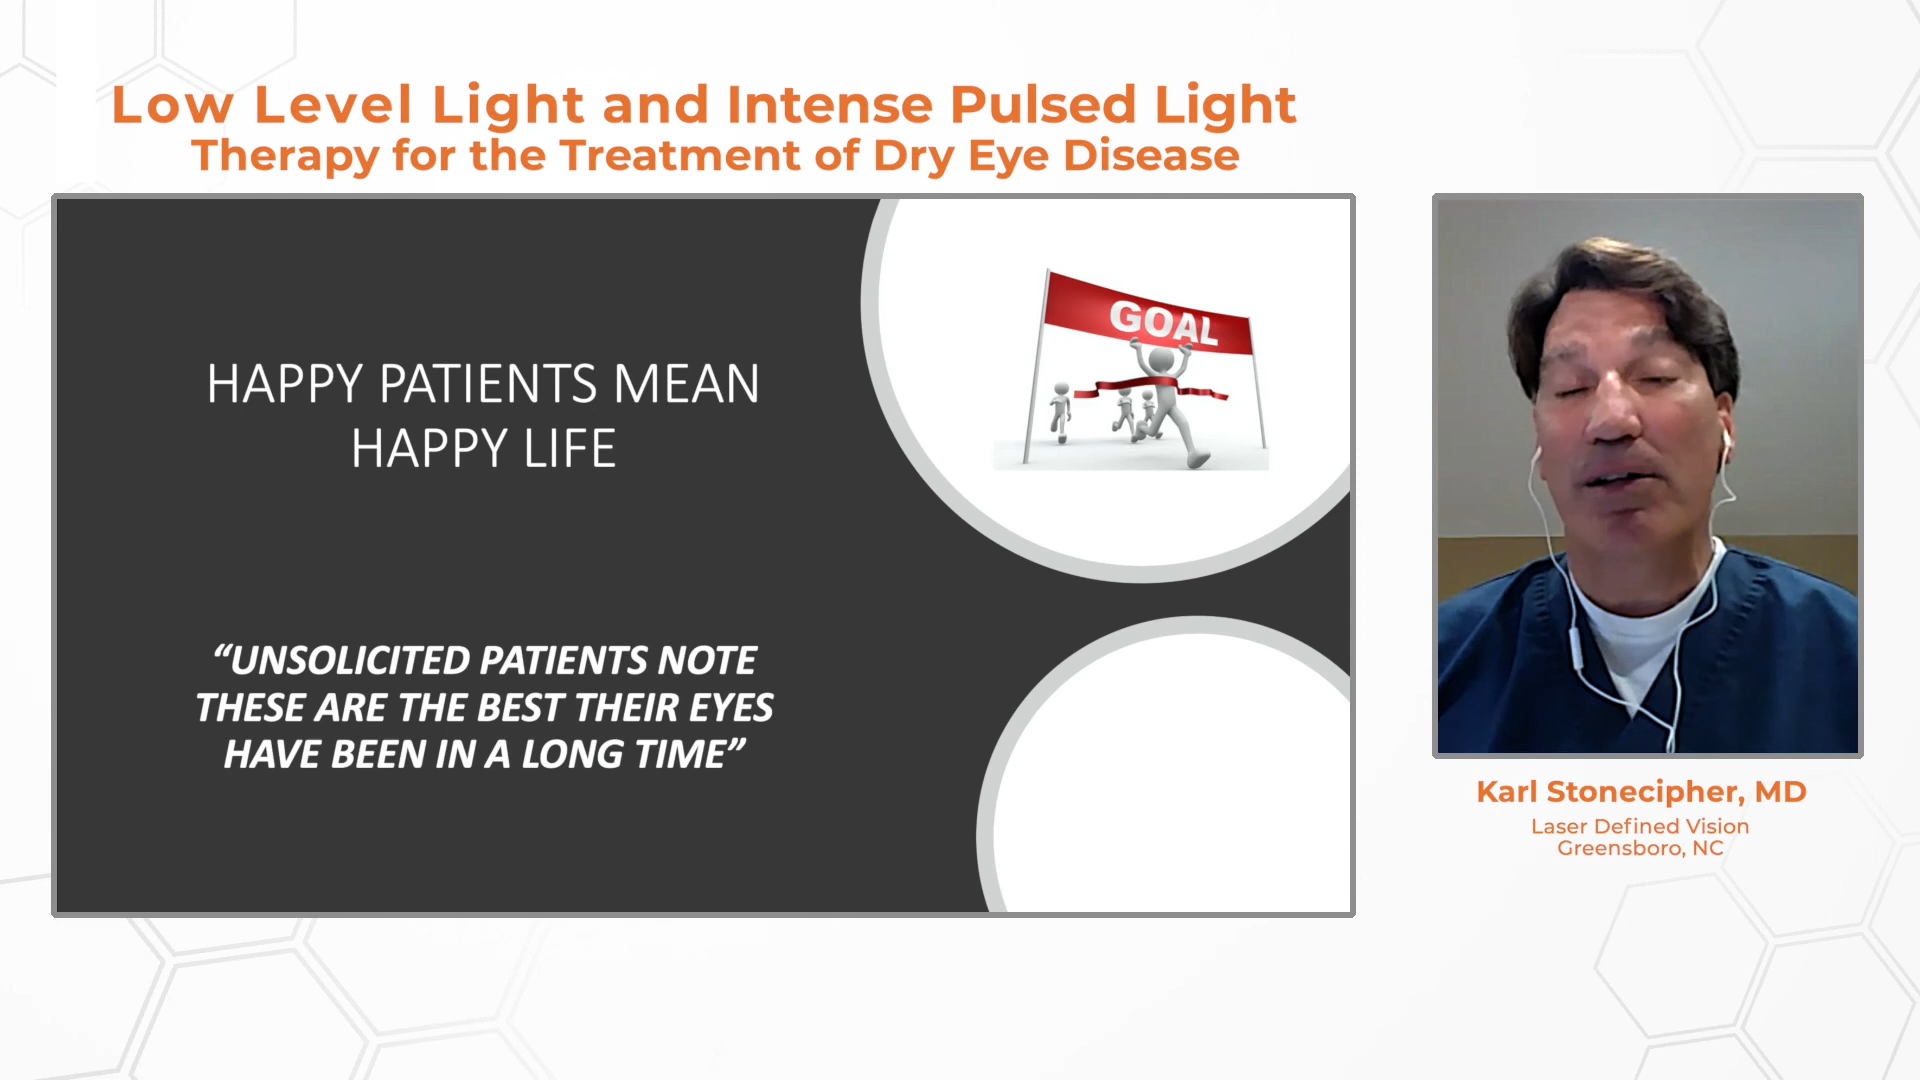 Low Level Light and Intense Pulsed Light
Therapy for the Treatment of Dry Eye Disease
GOAL
HAPPY PATIENTS MEAN
HAPPY LIFE
“UNSOLICITED PATIENTS NOTE
THESE ARE THE BEST THEIR EYES
HAVE BEEN IN A LONG TIME”
Karl Stonecipher, MD
Laser Defined Vision
Greensboro, NC